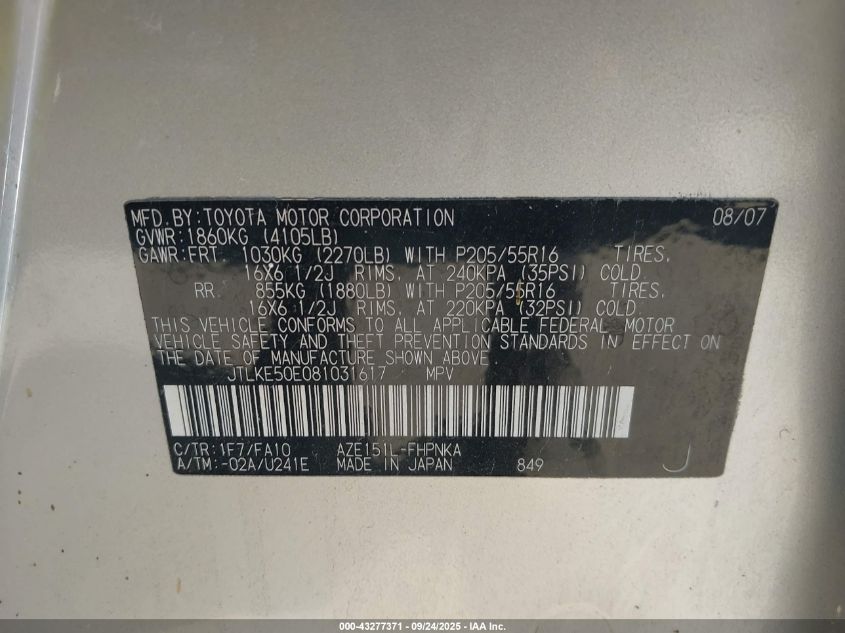 MFD.BY:TOYOTA MOTOR CORPORATION 08/07
GVWR:1860KG (4105LB)
GAWR:FRT. 1030KG (2270LB) WITH P205/55R16 TIRES,
16X6 1/2J RIMS, AT 240KPA (35PSI) COLD.
RR. 855KG (1880LB) WITH P205/55R16 TIRES,
16X6 1/2J RIMS, AT 220KPA (32PSI) COLD.
THIS VEHICLE CONFORMS TO ALL APPLICABLE FEDERAL MOTOR
VEHICLE SAFETY AND THEFT PREVENTION STANDARDS IN EFFECT ON
THE DATE OF MANUFACTURE SHOWN ABOVE.
JTLKE50E081031617 MPV
C/TR:1F7/FA10 AZE151L-FHPNKA
A/TM:-02A/U241E MADE IN JAPAN 849 J
000-43277371 - 09/24/2025 - IAA Inc.